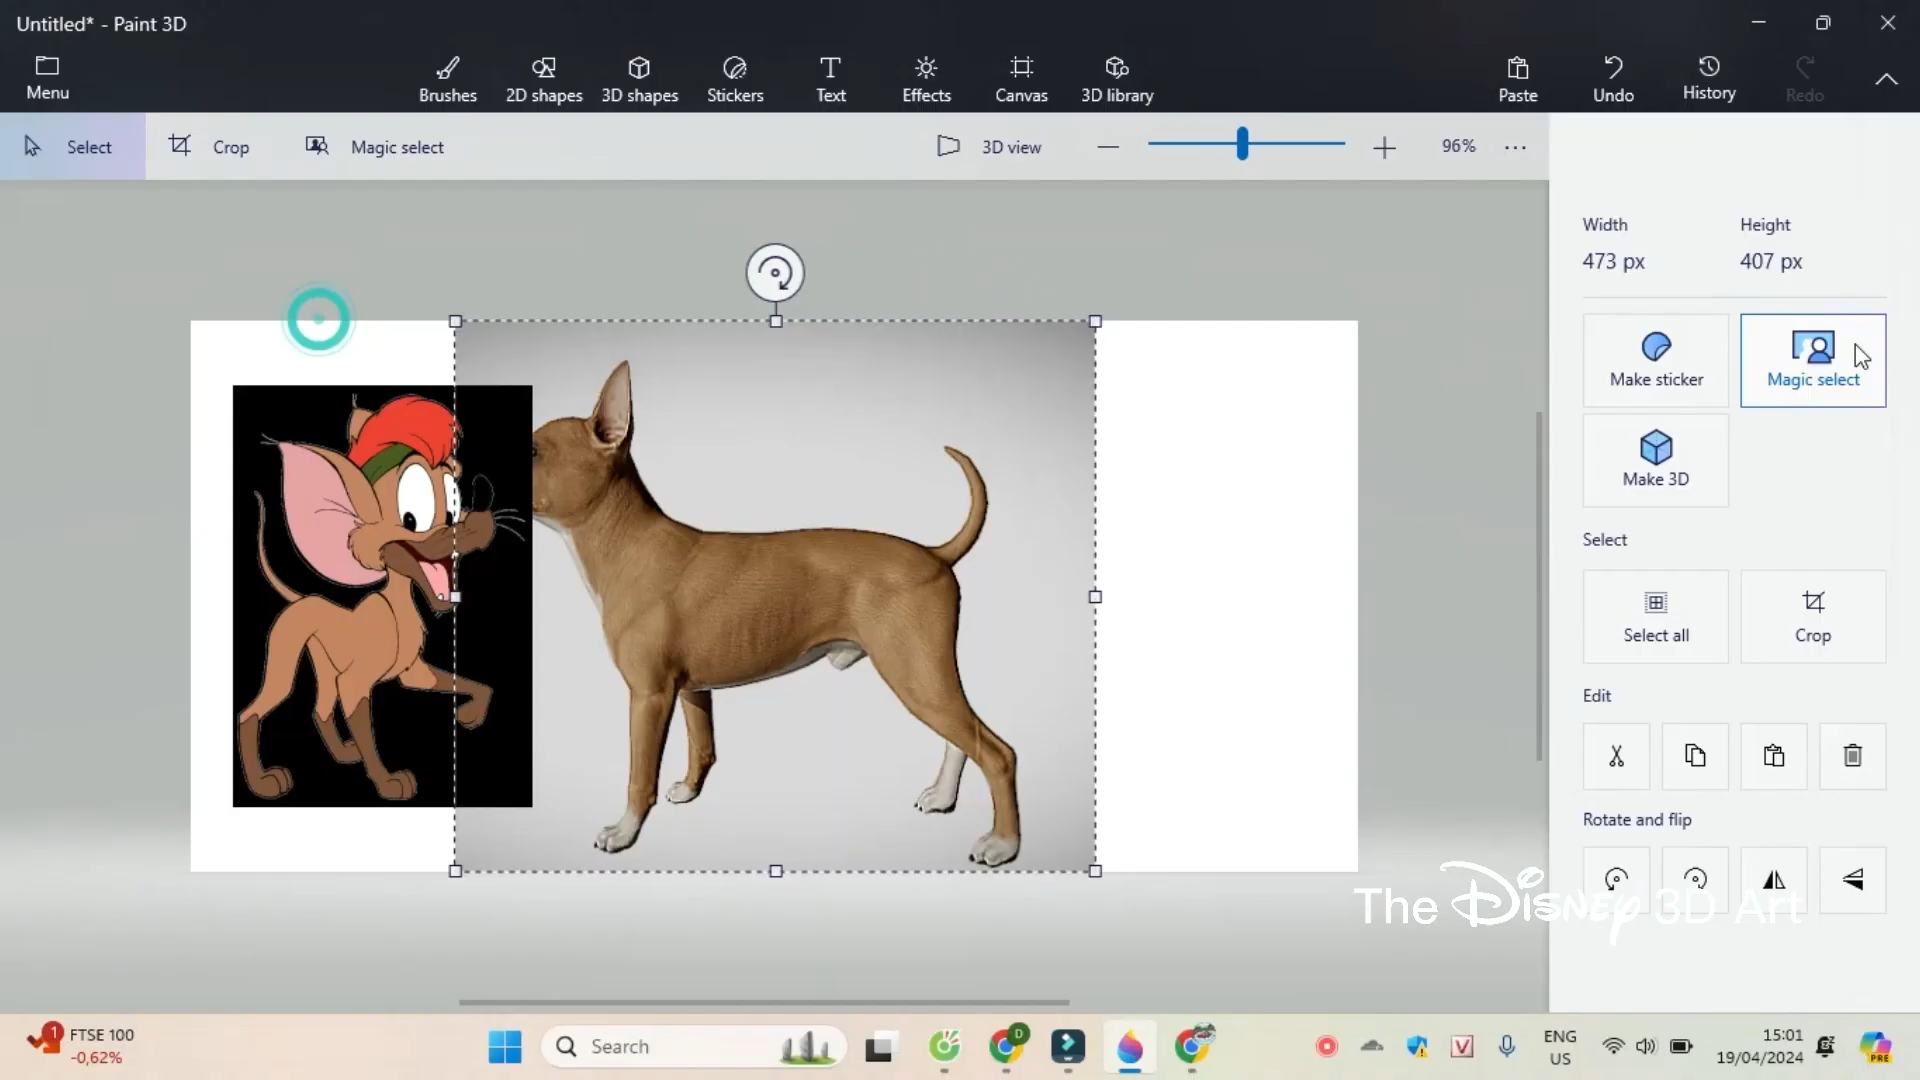 Untitled* - Paint 3D
Menu
Brushes
2D shapes
3D shapes
Stickers
Text
Effects
Canvas
3D library
Paste
Undo
History
Redo
Select
Crop
Magic select
3D view
96%
Width
Height
473 px
407 px
Make sticker
Magic select
Make 3D
Select
Select all
Crop
Edit
Rotate and flip
The Disney 3D Art
1
FTSE 100
-0,62%
Search
D
V
ENG
US
15:01
19/04/2024
PRE